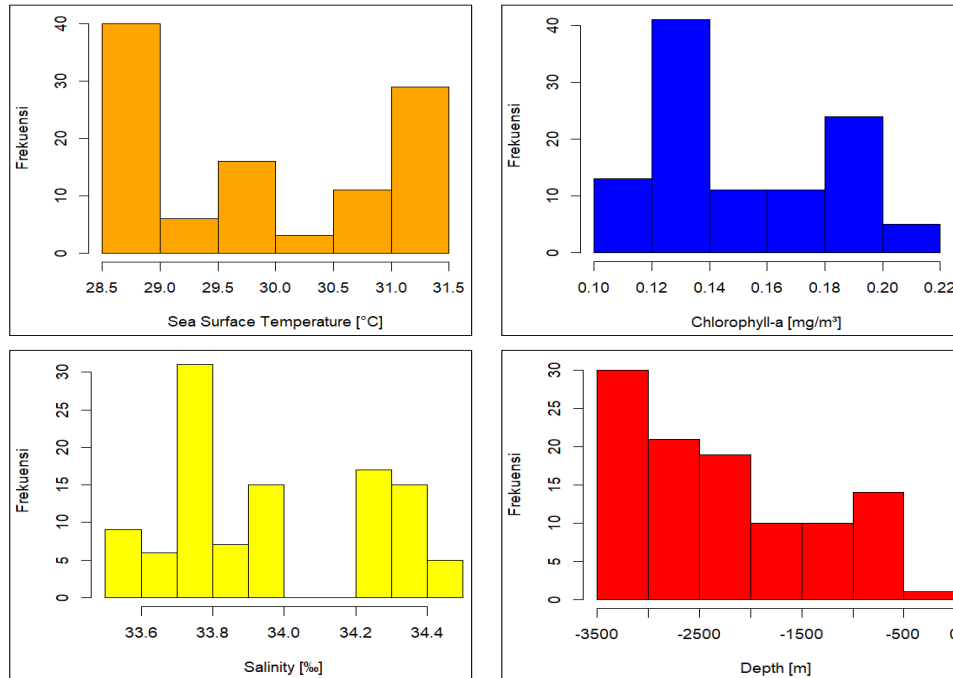 Frekuensi
40
30
20
10
0
28.5 29.0 29.5 30.0 30.5 31.0 31.5
Sea Surface Temperature [°C]
Frekuensi
40
30
20
10
0
0.10 0.12 0.14 0.16 0.18 0.20 0.22
Chlorophyll-a [mg/m³]
Frekuensi
30
25
20
15
10
5
0
33.6 33.8 34.0 34.2 34.4
Salinity [‰]
Frekuensi
30
25
20
15
10
5
0
-3500 -2500 -1500 -500 0
Depth [m]